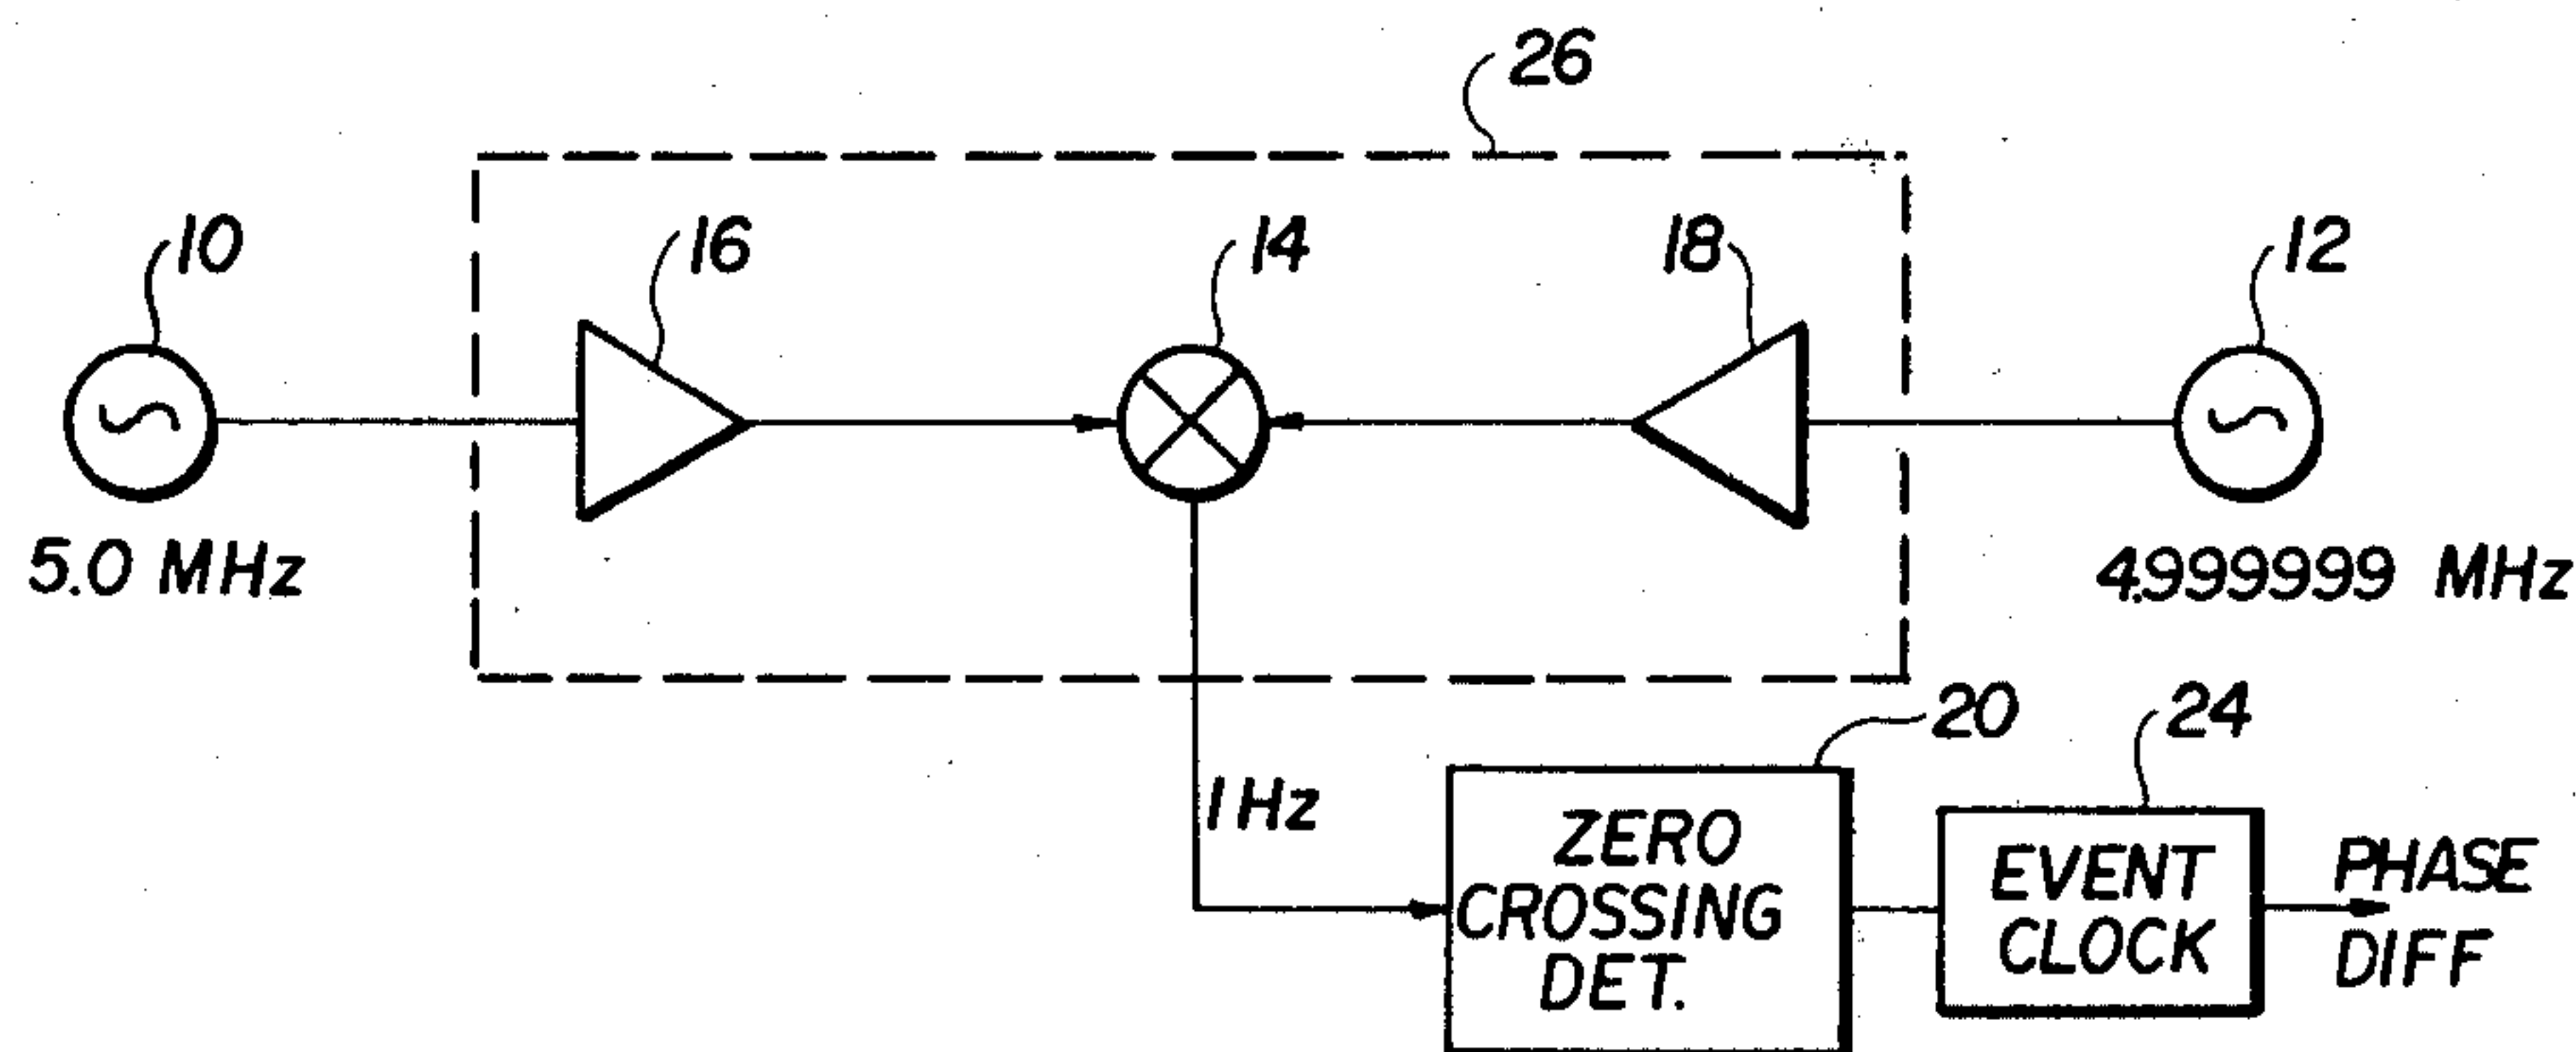 26
10
16
14
18
12
5.0 MHz
4.999999 MHz
20
24
1 Hz
ZERO
CROSSING
DET.
EVENT
CLOCK
PHASE
DIFF